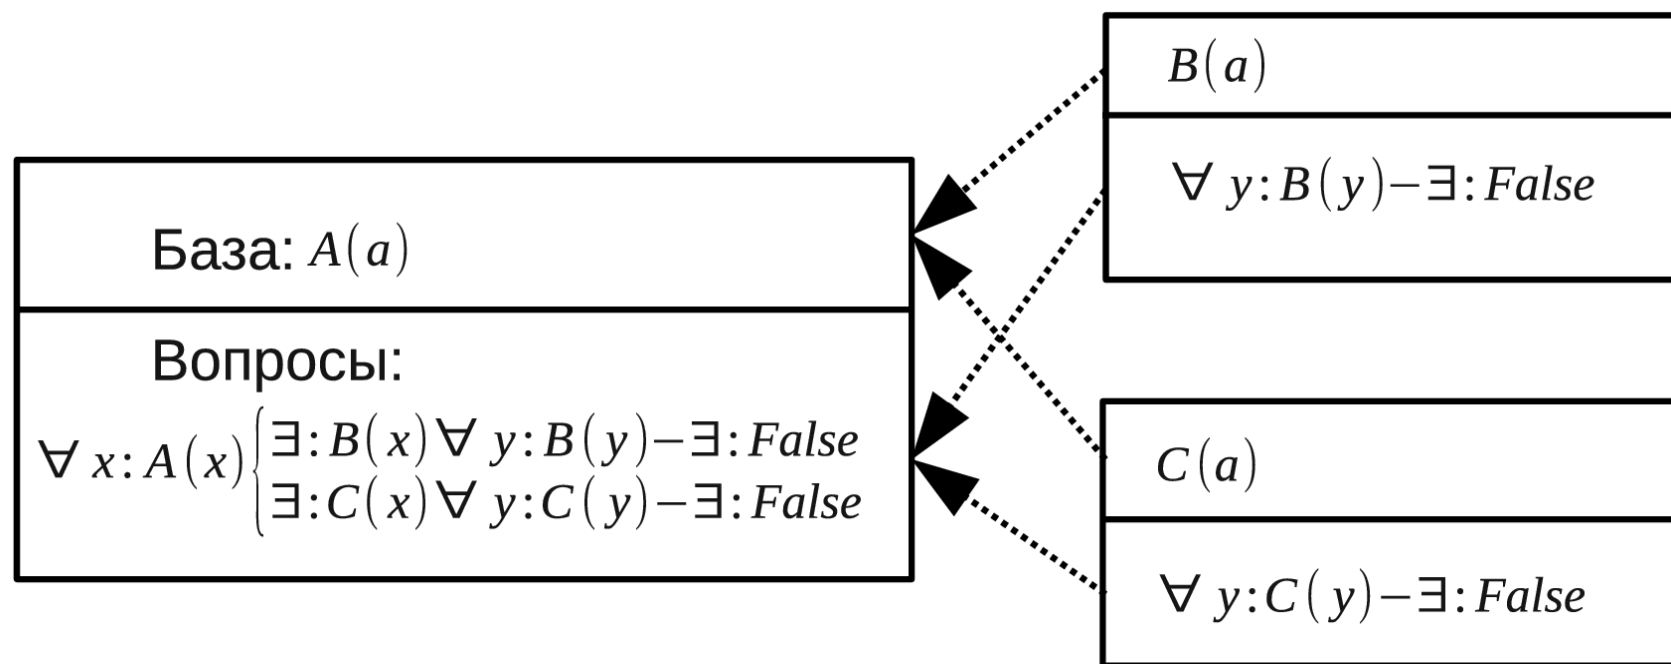 База: A(a)
Вопросы:
∀ x: A(x) { ∃: B(x) ∀ y: B(y) – ∃: False
∃: C(x) ∀ y: C(y) – ∃: False
B(a)
∀ y: B(y) – ∃: False
C(a)
∀ y: C(y) – ∃: False